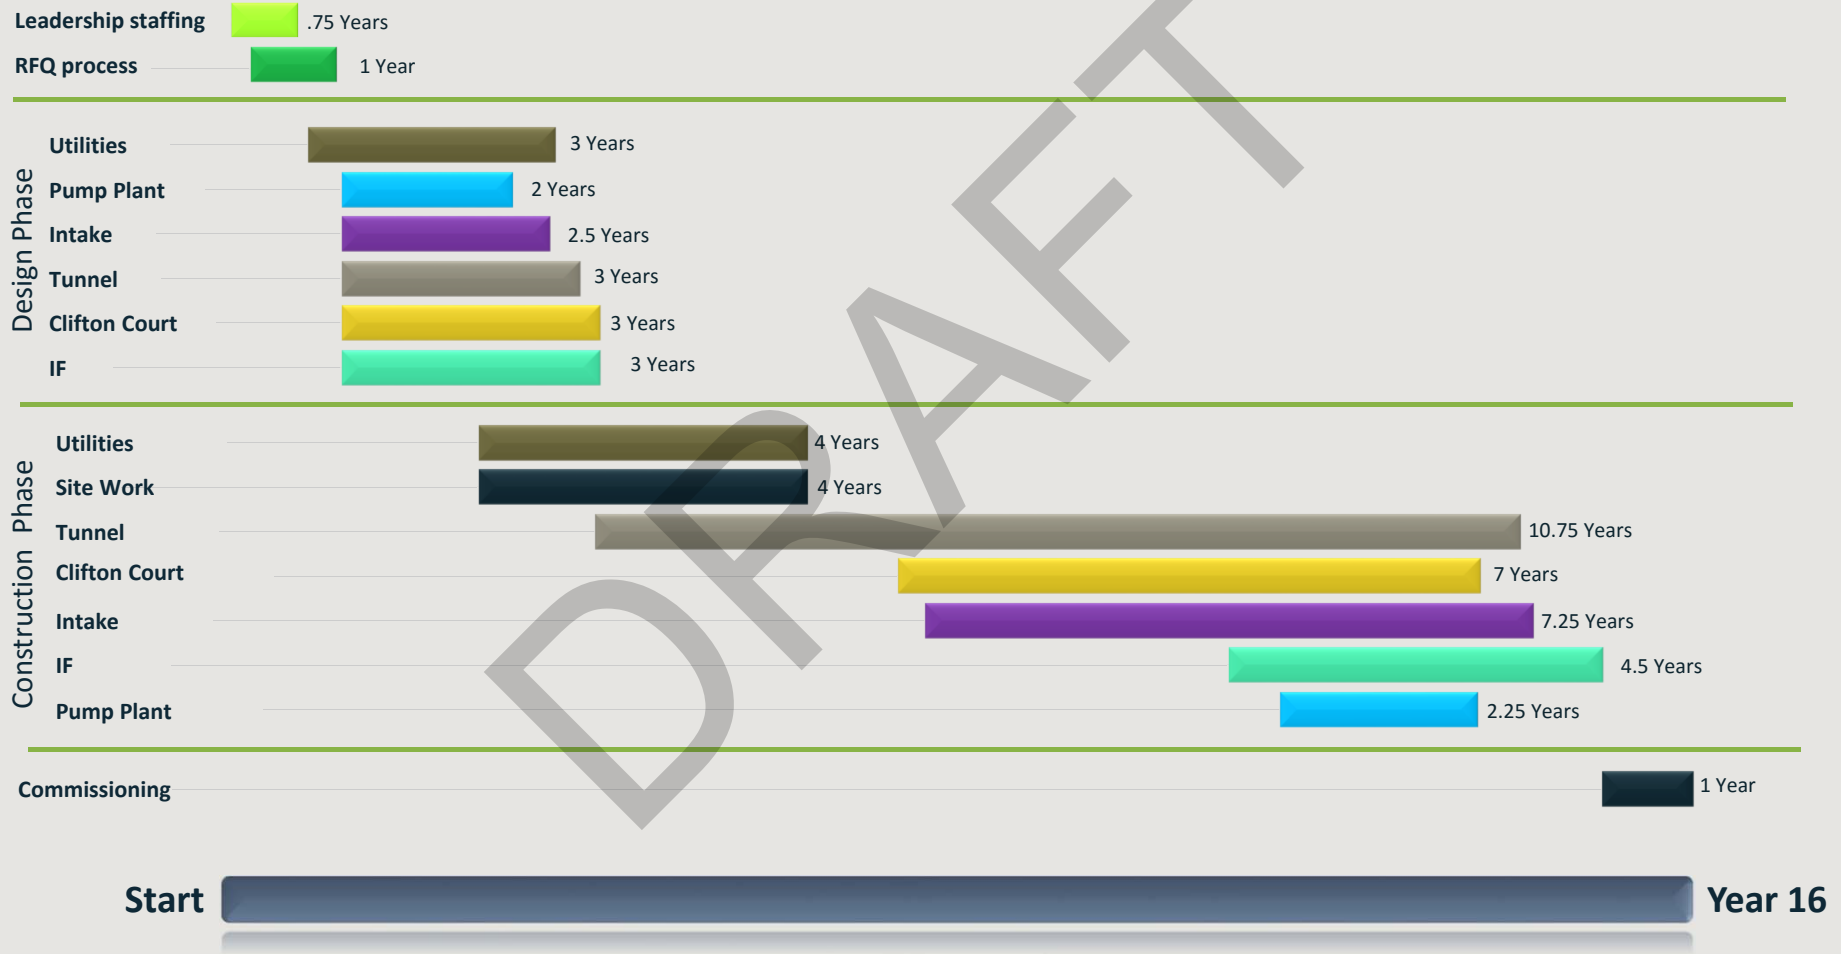 Leadership staffing .75 Years
RFQ process 1 Year
Design Phase
Utilities 3 Years
Pump Plant 2 Years
Intake 2.5 Years
Tunnel 3 Years
Clifton Court 3 Years
IF 3 Years
Construction Phase
Utilities 4 Years
Site Work 4 Years
Tunnel 10.75 Years
Clifton Court 7 Years
Intake 7.25 Years
IF 4.5 Years
Pump Plant 2.25 Years
Commissioning 1 Year
Start Year 16
DRAFT